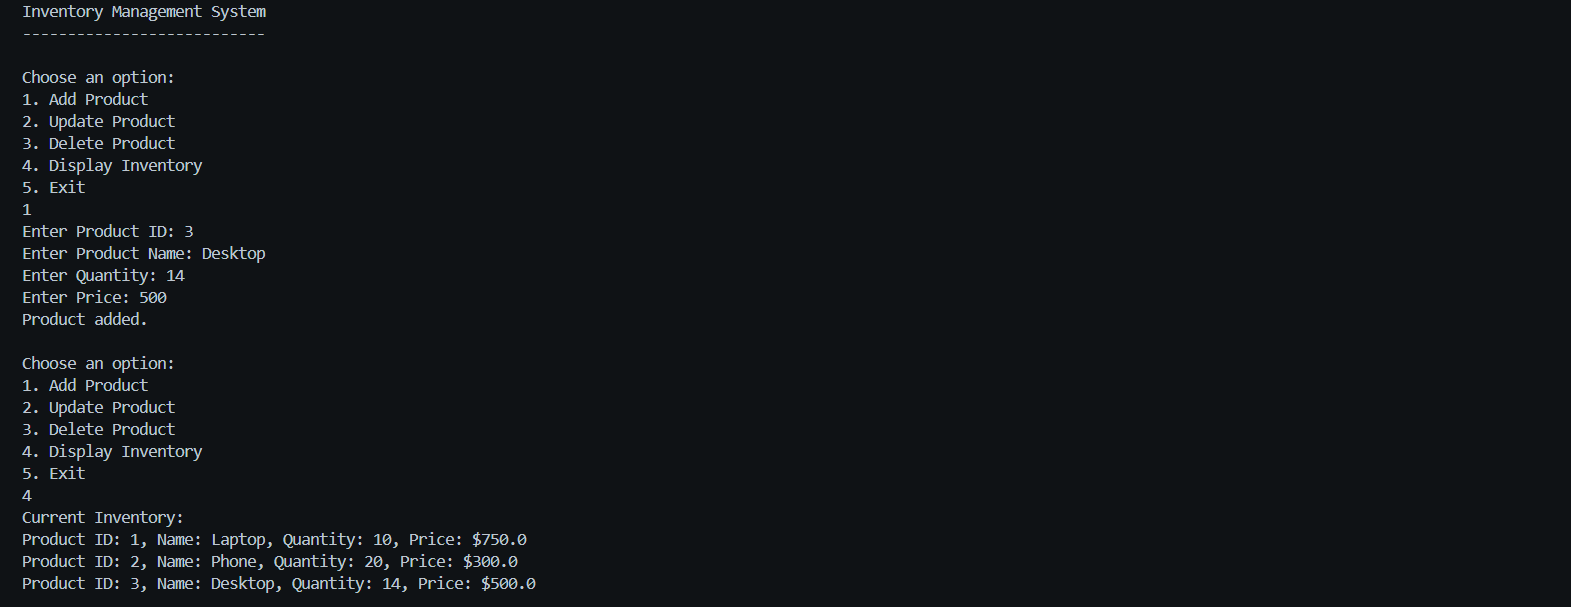 Inventory Management System
---------------------------
Choose an option:
1. Add Product
2. Update Product
3. Delete Product
4. Display Inventory
5. Exit
1
Enter Product ID: 3
Enter Product Name: Desktop
Enter Quantity: 14
Enter Price: 500
Product added.
Choose an option:
1. Add Product
2. Update Product
3. Delete Product
4. Display Inventory
5. Exit
4
Current Inventory:
Product ID: 1, Name: Laptop, Quantity: 10, Price: $750.0
Product ID: 2, Name: Phone, Quantity: 20, Price: $300.0
Product ID: 3, Name: Desktop, Quantity: 14, Price: $500.0